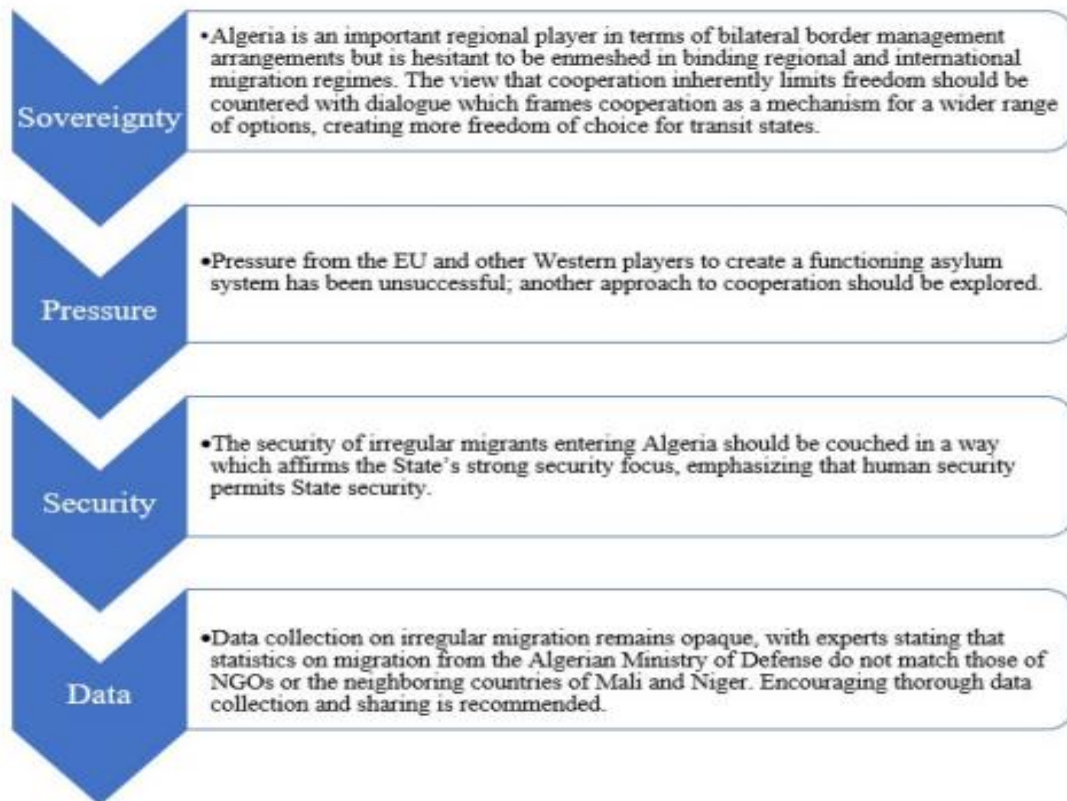 Sovereignty
•Algeria is an important regional player in terms of bilateral border management
arrangements but is hesitant to be enmeshed in binding regional and international
migration regimes. The view that cooperation inherently limits freedom should be
countered with dialogue which frames cooperation as a mechanism for a wider range
of options, creating more freedom of choice for transit states.
Pressure
•Pressure from the EU and other Western players to create a functioning asylum
system has been unsuccessful; another approach to cooperation should be explored.
Security
•The security of irregular migrants entering Algeria should be couched in a way
which affirms the State's strong security focus, emphasizing that human security
permits State security.
Data
•Data collection on irregular migration remains opaque, with experts stating that
statistics on migration from the Algerian Ministry of Defense do not match those of
NGOs or the neighboring countries of Mali and Niger. Encouraging thorough data
collection and sharing is recommended.